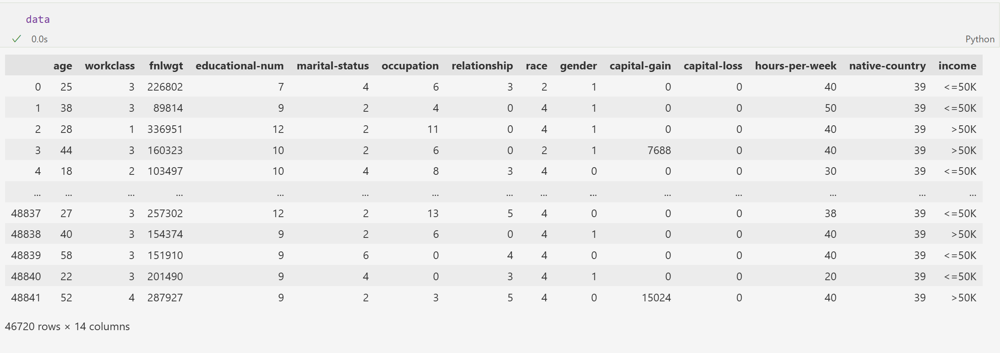 data
0.0s
Python
age workclass fnlwgt educational-num marital-status occupation relationship race gender capital-gain capital-loss hours-per-week native-country income
0 25 3 226802 7 4 6 3 2 1 0 0 40 39 <=50K
1 38 3 89814 9 2 4 0 4 1 0 0 50 39 <=50K
2 28 1 336951 12 2 11 0 4 1 0 0 40 39 >50K
3 44 3 160323 10 2 6 0 2 1 7688 0 40 39 >50K
4 18 2 103497 10 4 8 3 4 0 0 0 30 39 <=50K
... ... ... ... ... ... ... ... ... ... ... ... ... ... ...
48837 27 3 257302 12 2 13 5 4 0 0 0 38 39 <=50K
48838 40 3 154374 9 2 6 0 4 1 0 0 40 39 >50K
48839 58 3 151910 9 6 0 4 4 0 0 0 40 39 <=50K
48840 22 3 201490 9 4 0 3 4 1 0 0 20 39 <=50K
48841 52 4 287927 9 2 3 5 4 0 15024 0 40 39 >50K
46720 rows × 14 columns